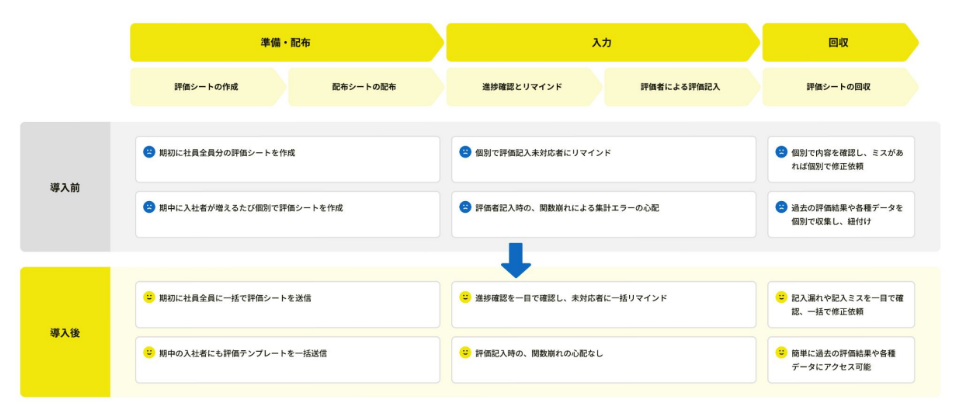 準備・配布
入力
回収
評価シートの作成
配布シートの配布
進捗確認とリマインド
評価者による評価記入
評価シートの回収
導入前
期初に社員全員分の評価シートを作成
個別で評価記入未対応者にリマインド
個別で内容を確認し、ミスがあ
れば個別で修正依頼
期中に入社者が増えるたび個別で評価シートを作成
評価者記入時の、関数崩れによる集計エラーの心配
過去の評価結果や各種データを
個別で収集し、紐付け
導入後
期初に社員全員に一括で評価シートを送信
進捗確認を一目で確認し、未対応者に一括リマインド
記入漏れや記入ミスを一目で確
認、一括で修正依頼
期中の入社者にも評価テンプレートを一括送信
評価記入時の、関数崩れの心配なし
簡単に過去の評価結果や各種
データにアクセス可能